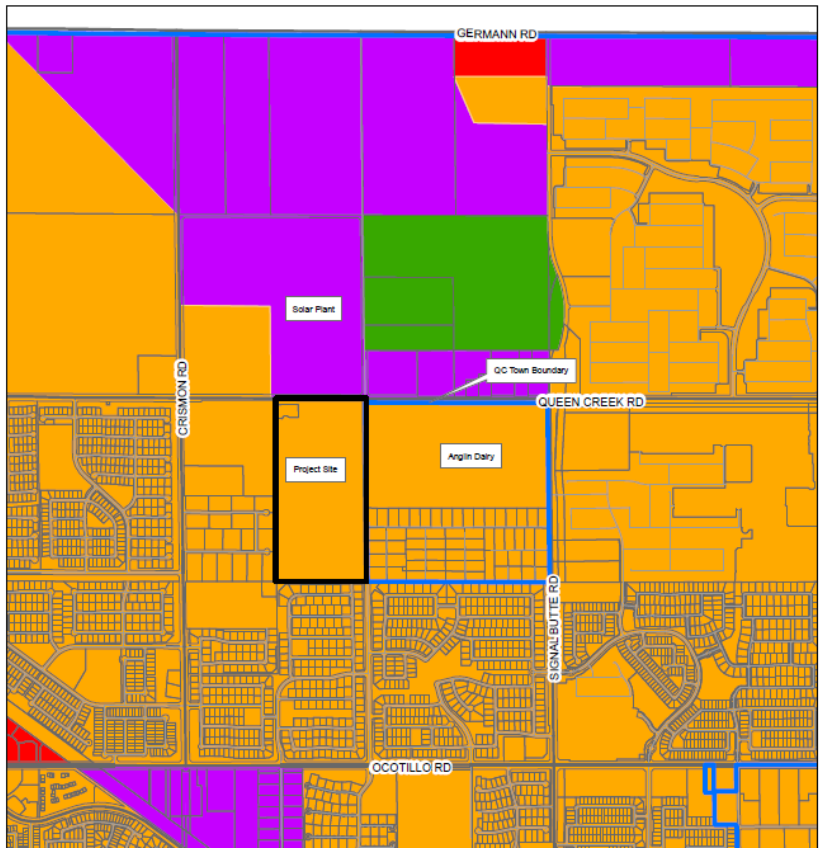 GERMANN RD
Solar Plant
CRISMON RD
QC Town Boundary
QUEEN CREEK RD
Project Site
Anglin Dairy
SIGNAL BUTTE RD
OCOTILLO RD